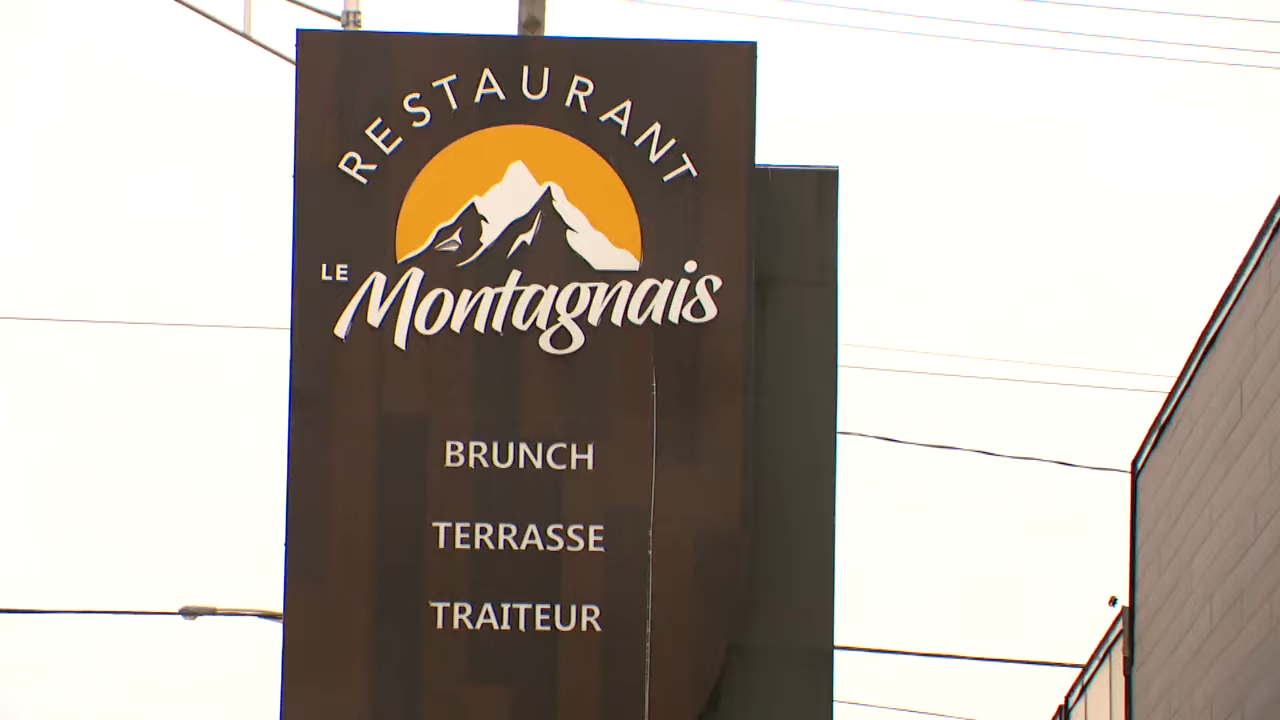 RESTAURANT
LE Montagnais
BRUNCH
TERRASSE
TRAITEUR